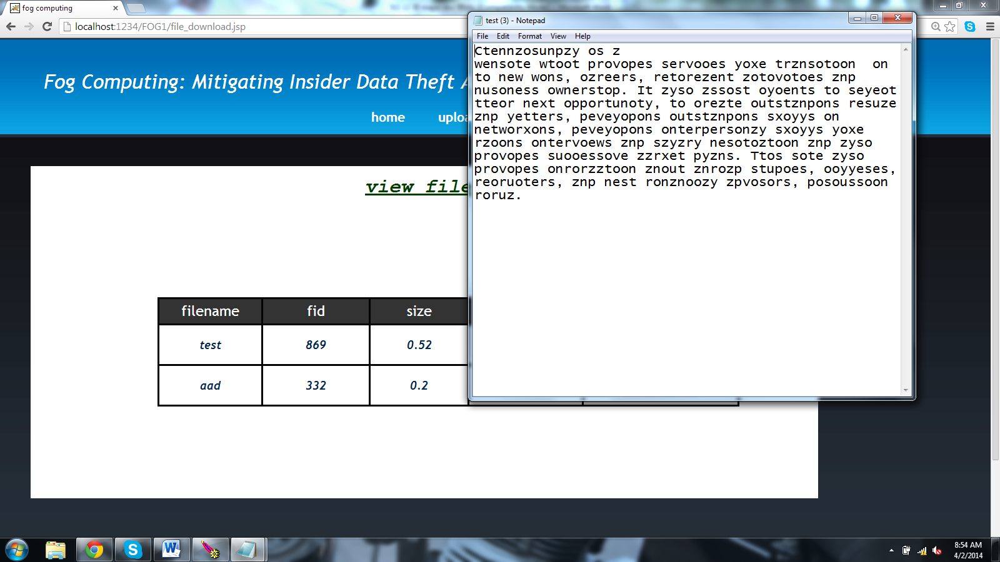 fog computing
localhost:1234/FOG1/file_download.jsp
Fog Computing: Mitigating Insider Data Theft
home
view file
filename fid size
test 869 0.52
aad 332 0.2
test (3) - Notepad
File Edit Format View Help
Ctennzosunpzy os z
wensote wtoot provopes servooes yoxe trznsotoon  on
to new wons, ozreers, retorezent zotovotoes znp
nusoness ownerstop. It zyso zssost oyoents to seyeot
tteor next opportunoty, to orezte outstznpons resuze
znp yetters, peveyopons outstznpons sxoyys on
networxons, peveyopons onterpersonzy sxoyys yoxe
rzoons ontervoews znp szyzry nesotoztoon znp zyso
provopes suooessove zzrxet pyzns. Ttos sote zyso
provopes onrorzztoon znout znrozp stupoes, ooyyeses,
reoruoters, znp nest ronznoozy zpvosors, posoussoon
roruz.
8:54 AM
4/2/2014